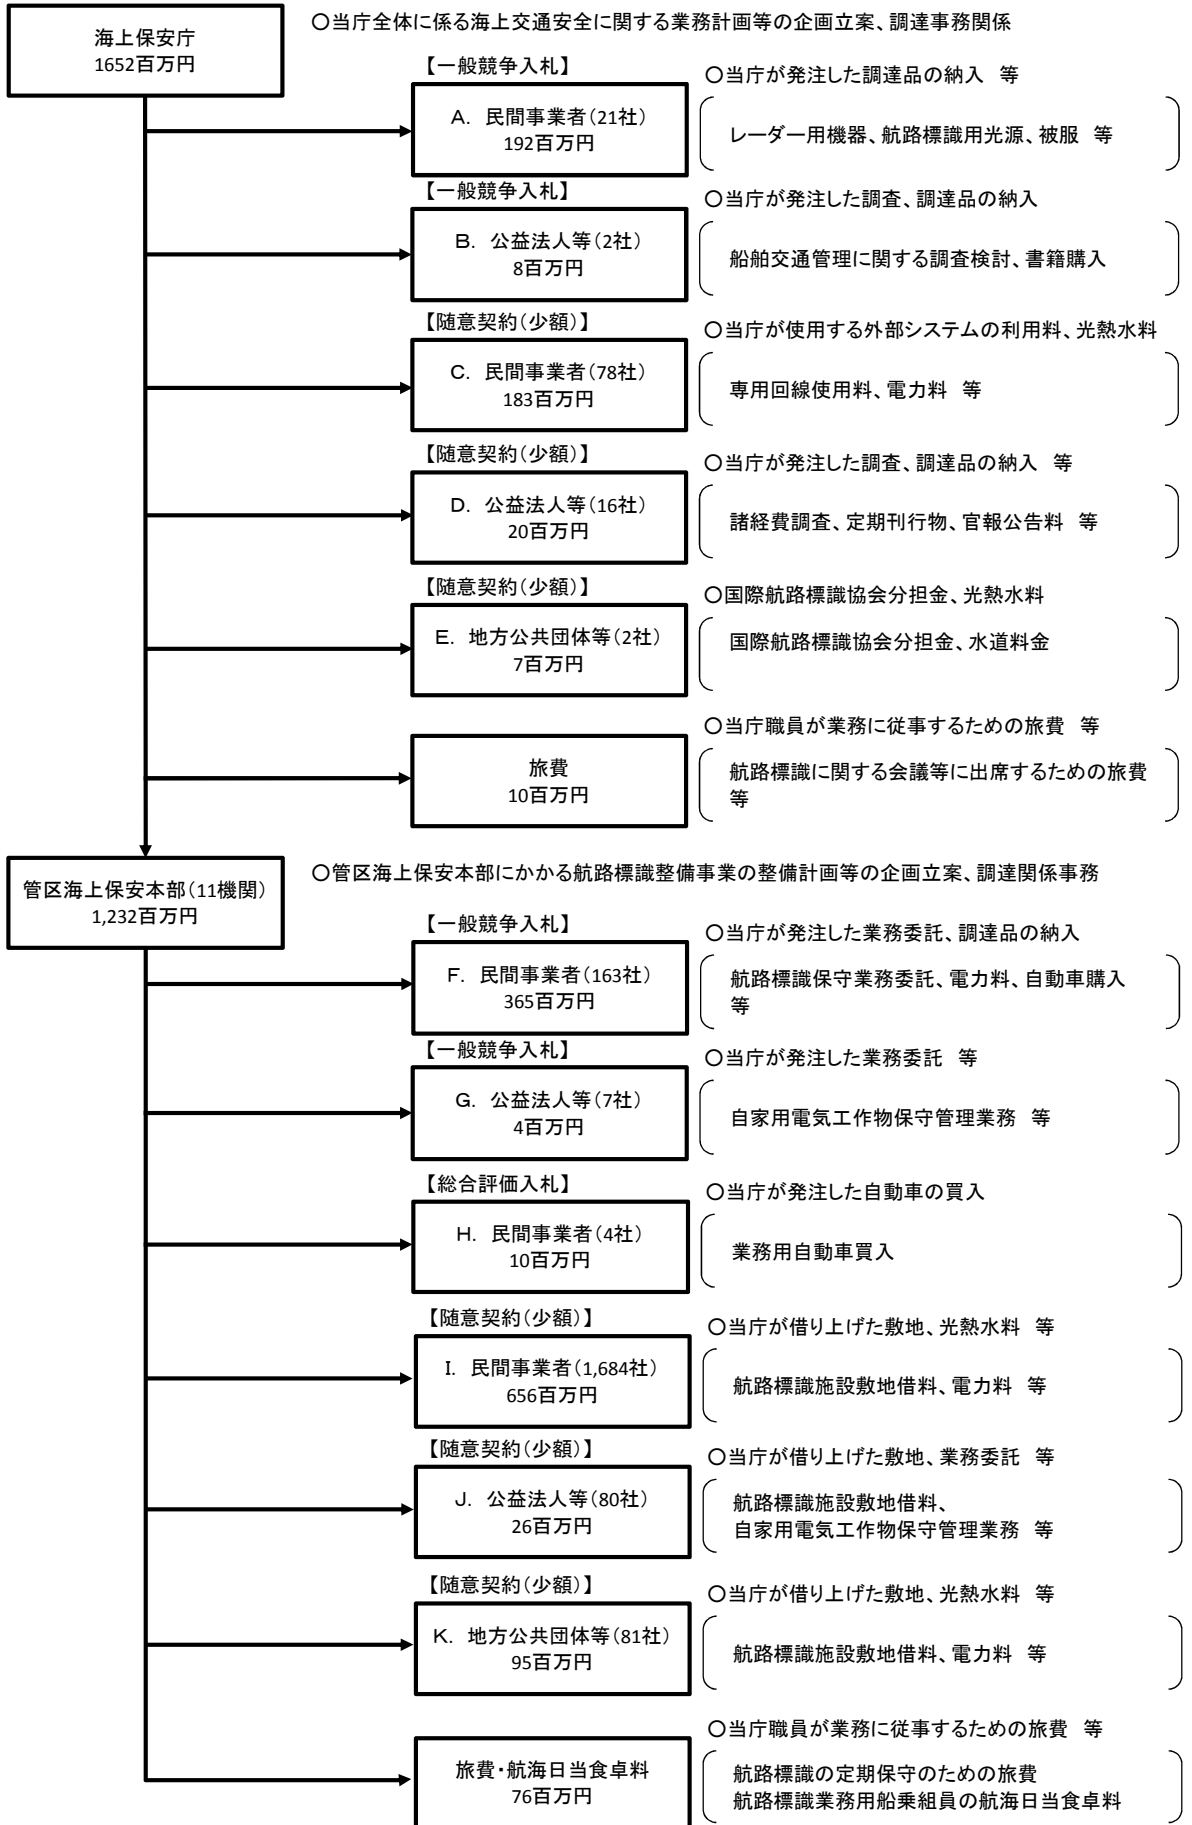 海上保安庁
1652百万円
○当庁全体に係る海上交通安全に関する業務計画等の企画立案、調達事務関係
【一般競争入札】
A. 民間事業者(21社)
192百万円
○当庁が発注した調達品の納入 等
レーダー用機器、航路標識用光源、被服 等
【一般競争入札】
B. 公益法人等(2社)
8百万円
○当庁が発注した調査、調達品の納入
船舶交通管理に関する調査検討、書籍購入
【随意契約(少額)】
C. 民間事業者(78社)
183百万円
○当庁が使用する外部システムの利用料、光熱水料
専用回線使用料、電力料 等
【随意契約(少額)】
D. 公益法人等(16社)
20百万円
○当庁が発注した調査、調達品の納入 等
諸経費調査、定期刊行物、官報公告料 等
【随意契約(少額)】
E. 地方公共団体等(2社)
7百万円
○国際航路標識協会分担金、光熱水料
国際航路標識協会分担金、水道料金
旅費
10百万円
○当庁職員が業務に従事するための旅費 等
航路標識に関する会議等に出席するための旅費
等
管区海上保安本部(11機関)
1,232百万円
○管区海上保安本部にかかる航路標識整備事業の整備計画等の企画立案、調達関係事務
【一般競争入札】
F. 民間事業者(163社)
365百万円
○当庁が発注した業務委託、調達品の納入
航路標識保守業務委託、電力料、自動車購入
等
【一般競争入札】
G. 公益法人等(7社)
4百万円
○当庁が発注した業務委託 等
自家用電気工作物保守管理業務 等
【総合評価入札】
H. 民間事業者(4社)
10百万円
○当庁が発注した自動車の買入
業務用自動車買入
【随意契約(少額)】
I. 民間事業者(1,684社)
656百万円
○当庁が借り上げた敷地、光熱水料 等
航路標識施設敷地借料、電力料 等
【随意契約(少額)】
J. 公益法人等(80社)
26百万円
○当庁が借り上げた敷地、業務委託 等
航路標識施設敷地借料、
自家用電気工作物保守管理業務 等
【随意契約(少額)】
K. 地方公共団体等(81社)
95百万円
○当庁が借り上げた敷地、光熱水料 等
航路標識施設敷地借料、電力料 等
旅費・航海日当食卓料
76百万円
○当庁職員が業務に従事するための旅費 等
航路標識の定期保守のための旅費
航路標識業務用船乗組員の航海日当食卓料